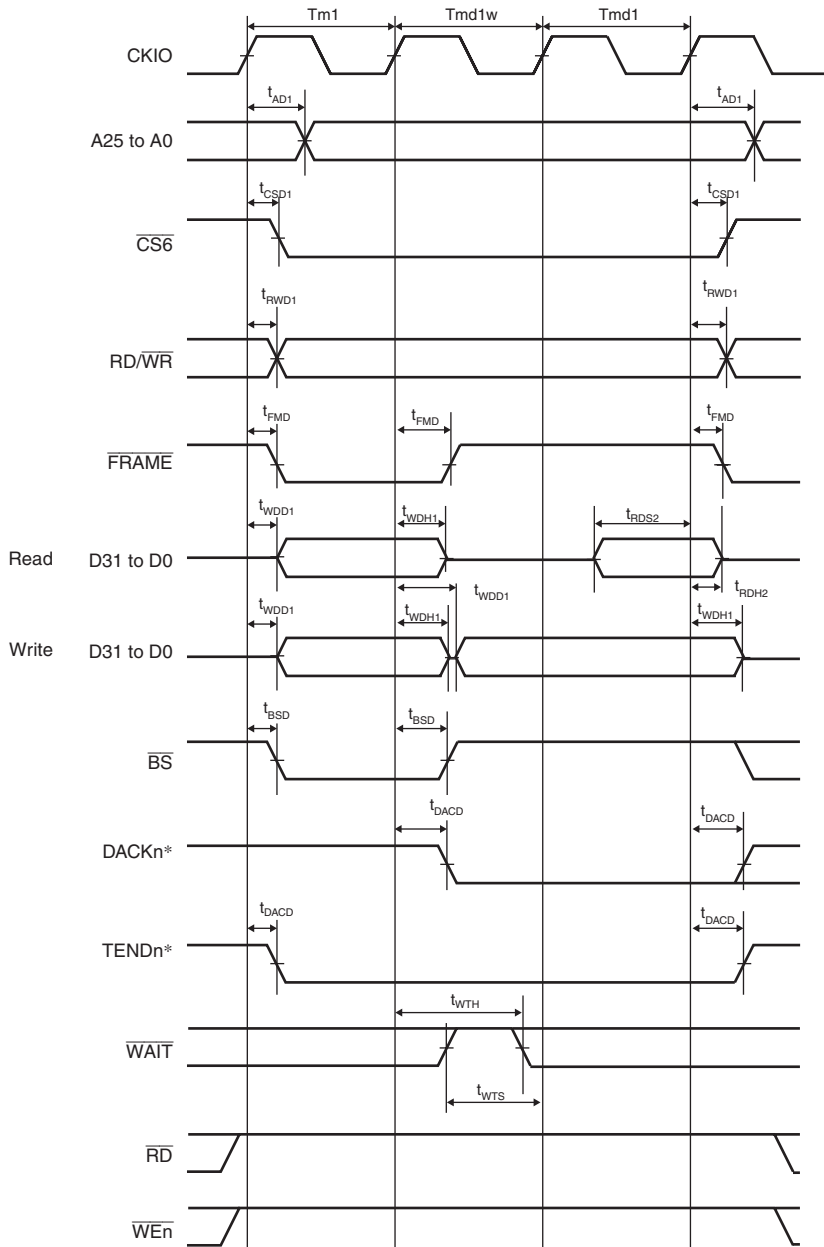 Tm1 Tmd1w Tmd1
CKIO
tAD1 tAD1
A25 to A0
tCSD1 tCSD1
CS6
tRWD1 tRWD1
RD/WR
tFMD tFMD tFMD
FRAME
tWDD1 tWDH1 tRDS2
Read D31 to D0
tWDD1 tRDH2
tWDD1 tWDH1 tWDH1
Write D31 to D0
tBSD tBSD
BS
tDACD tDACD
DACKn*
tDACD tDACD
TENDn*
tWTH
WAIT
tWTS
RD
WEn